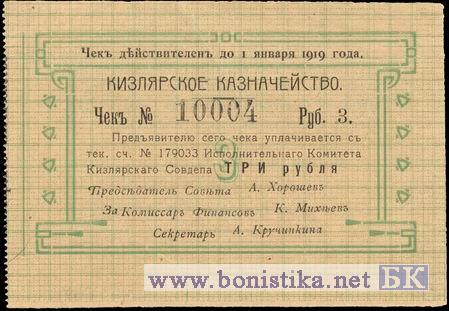 Чекъ дѣйствителенъ до 1 января 1919 года.
КИЗЛЯРСКОЕ КАЗНАЧЕЙСТВО.
Чекъ № 10004 Руб. 3.
Предъявителю сего чека уплачивается съ
тек. сч. № 179033 Исполнительнаго Комитета
Кизлярскаго Совдепа ТРИ рубля
3
Предсѣдатель Совѣта А. Хорошевъ
За Комиссаръ Финансовъ К. Михѣевъ
Секретарь А. Кручинкина
www.bonistika.net БК